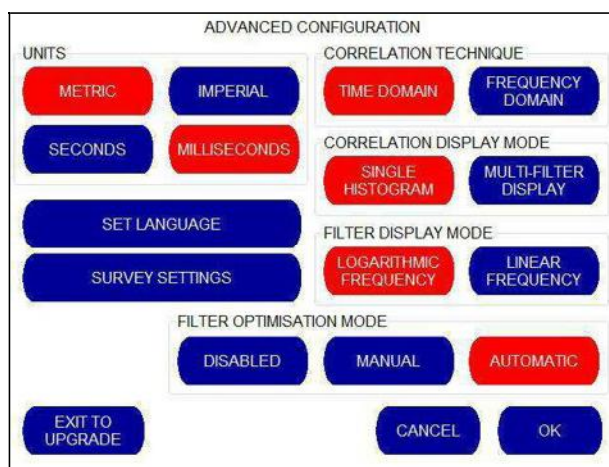 ADVANCED CONFIGURATION
UNITS
METRIC
IMPERIAL
SECONDS
MILLISECONDS
SET LANGUAGE
SURVEY SETTINGS
CORRELATION TECHNIQUE
TIME DOMAIN
FREQUENCY
DOMAIN
CORRELATION DISPLAY MODE
SINGLE
HISTOGRAM
MULTI-FILTER
DISPLAY
FILTER DISPLAY MODE
LOGARITHMIC
FREQUENCY
LINEAR
FREQUENCY
FILTER OPTIMISATION MODE
DISABLED
MANUAL
AUTOMATIC
EXIT TO
UPGRADE
CANCEL
OK